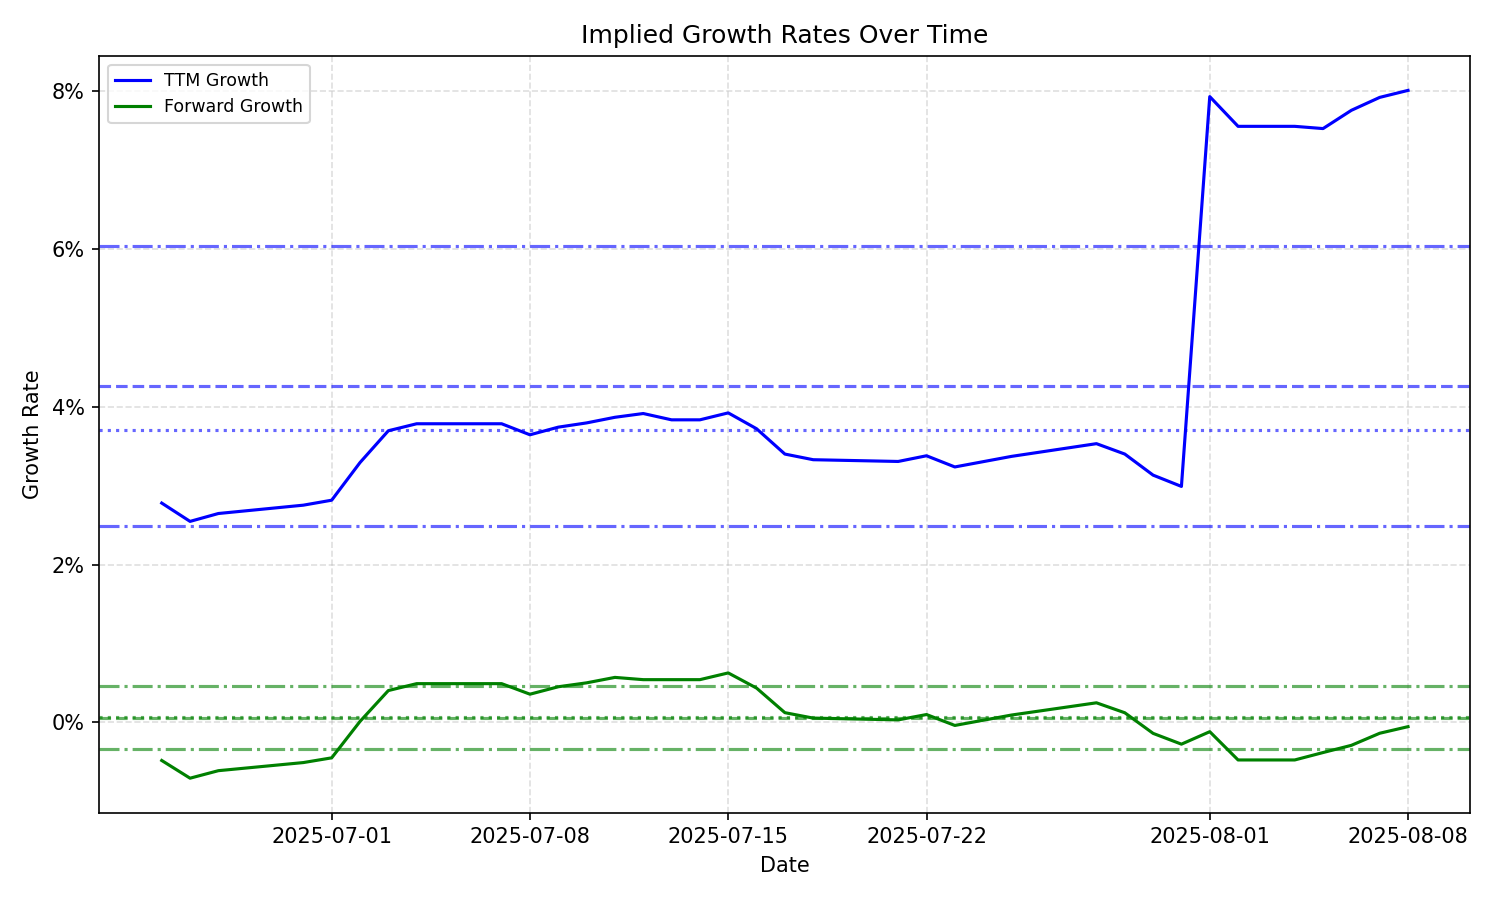 Implied Growth Rates Over Time
TTM Growth
Forward Growth
8%
6%
4%
2%
0%
Growth Rate
2025-07-01
2025-07-08
2025-07-15
2025-07-22
2025-08-01
2025-08-08
Date